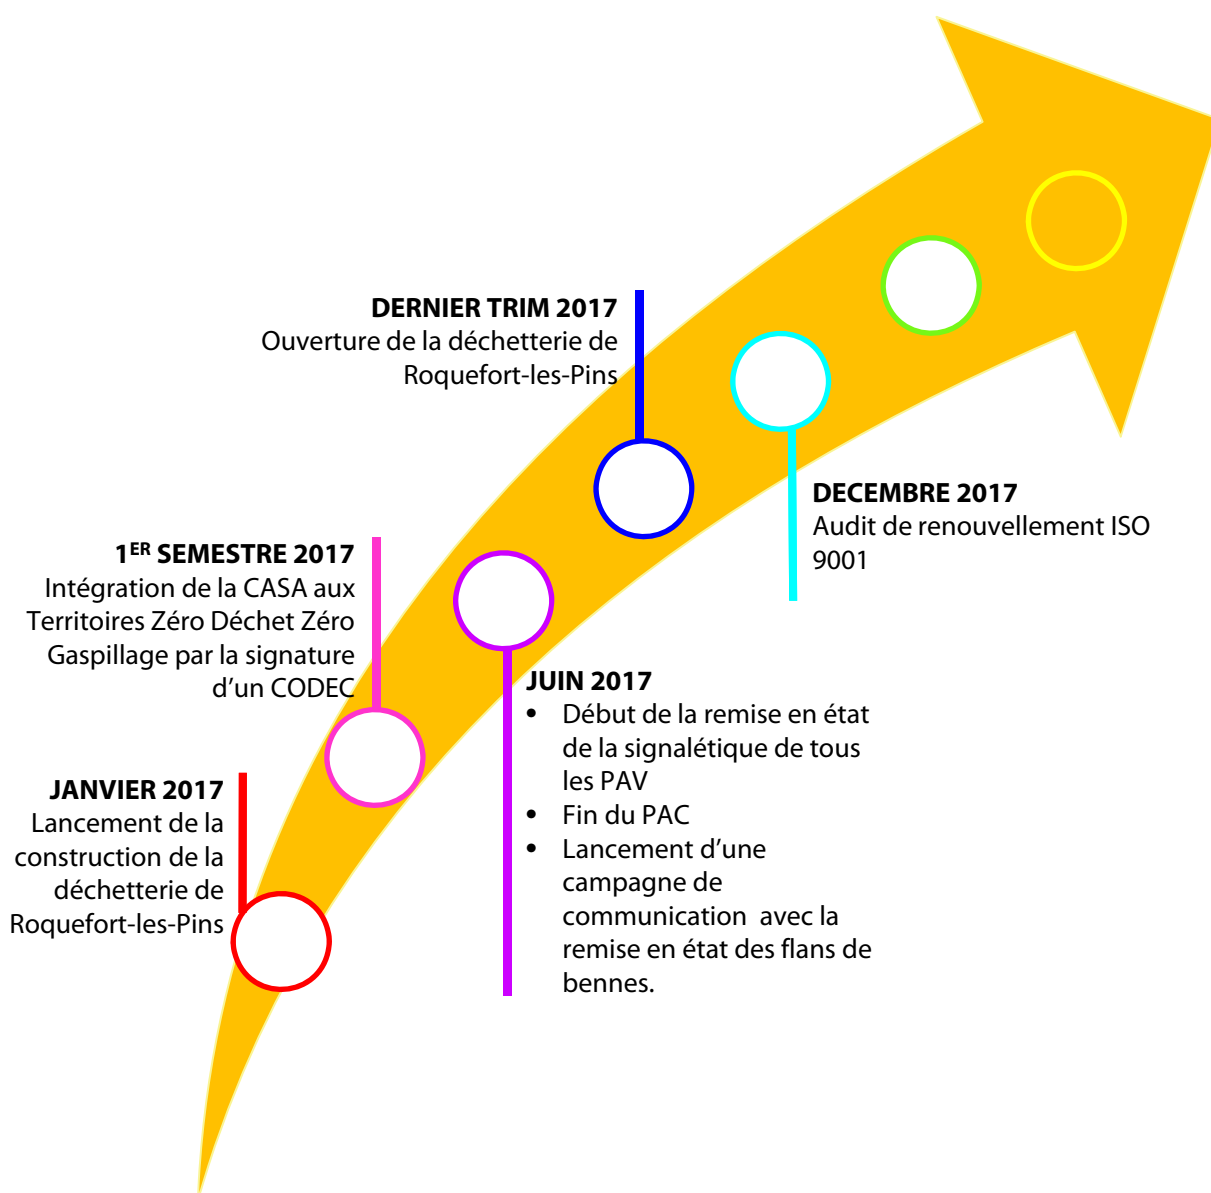 DERNIER TRIM 2017
Ouverture de la déchetterie de
Roquefort-les-Pins
DECEMBRE 2017
Audit de renouvellement ISO
9001
1ER SEMESTRE 2017
Intégration de la CASA aux
Territoires Zéro Déchet Zéro
Gaspillage par la signature
d’un CODEC
JUIN 2017
• Début de la remise en état
de la signalétique de tous
les PAV
• Fin du PAC
• Lancement d’une
campagne de
communication avec la
remise en état des flans de
bennes.
JANVIER 2017
Lancement de la
construction de la
déchetterie de
Roquefort-les-Pins